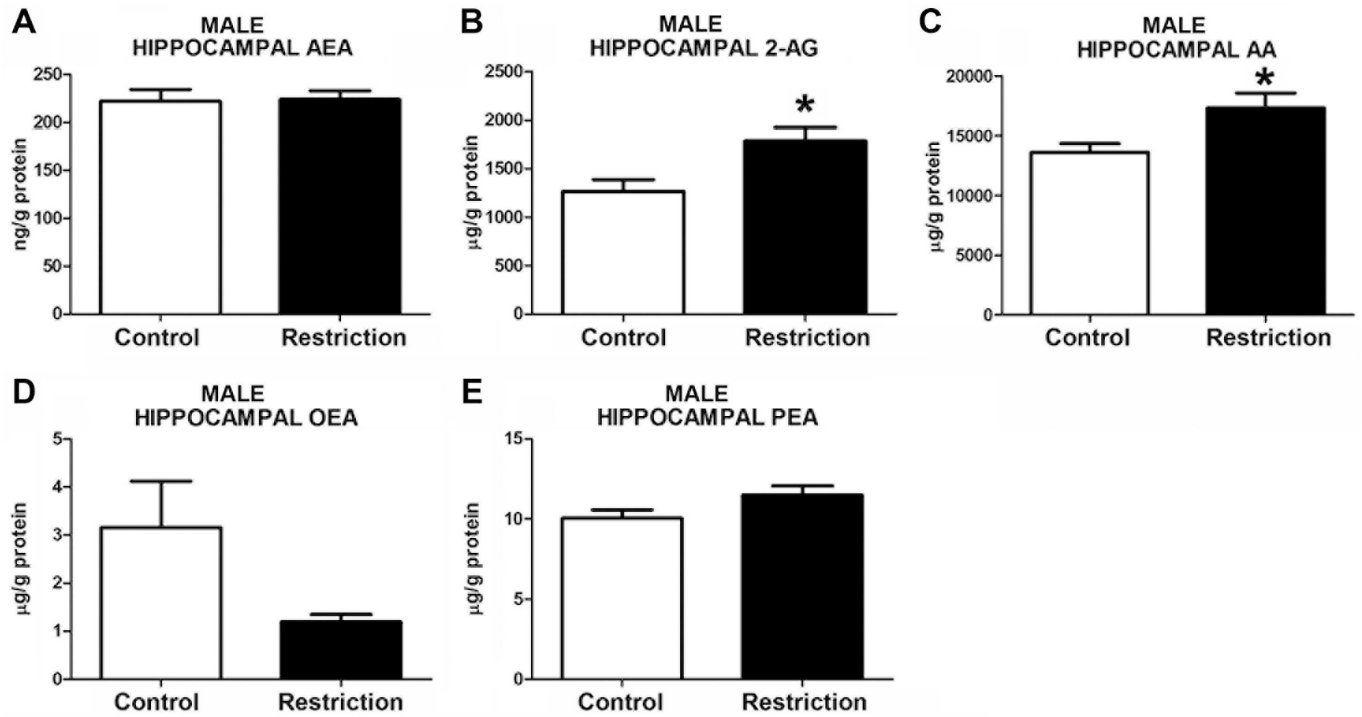 A
MALE
HIPPOCAMPAL AEA
ng/g protein
250
200
150
100
50
0
Control
Restriction
B
MALE
HIPPOCAMPAL 2-AG
µg/g protein
2500
2000
1500
1000
500
0
*
Control
Restriction
C
MALE
HIPPOCAMPAL AA
µg/g protein
20000
15000
10000
5000
0
*
Control
Restriction
D
MALE
HIPPOCAMPAL OEA
µg/g protein
5
4
3
2
1
0
Control
Restriction
E
MALE
HIPPOCAMPAL PEA
µg/g protein
15
10
5
0
Control
Restriction